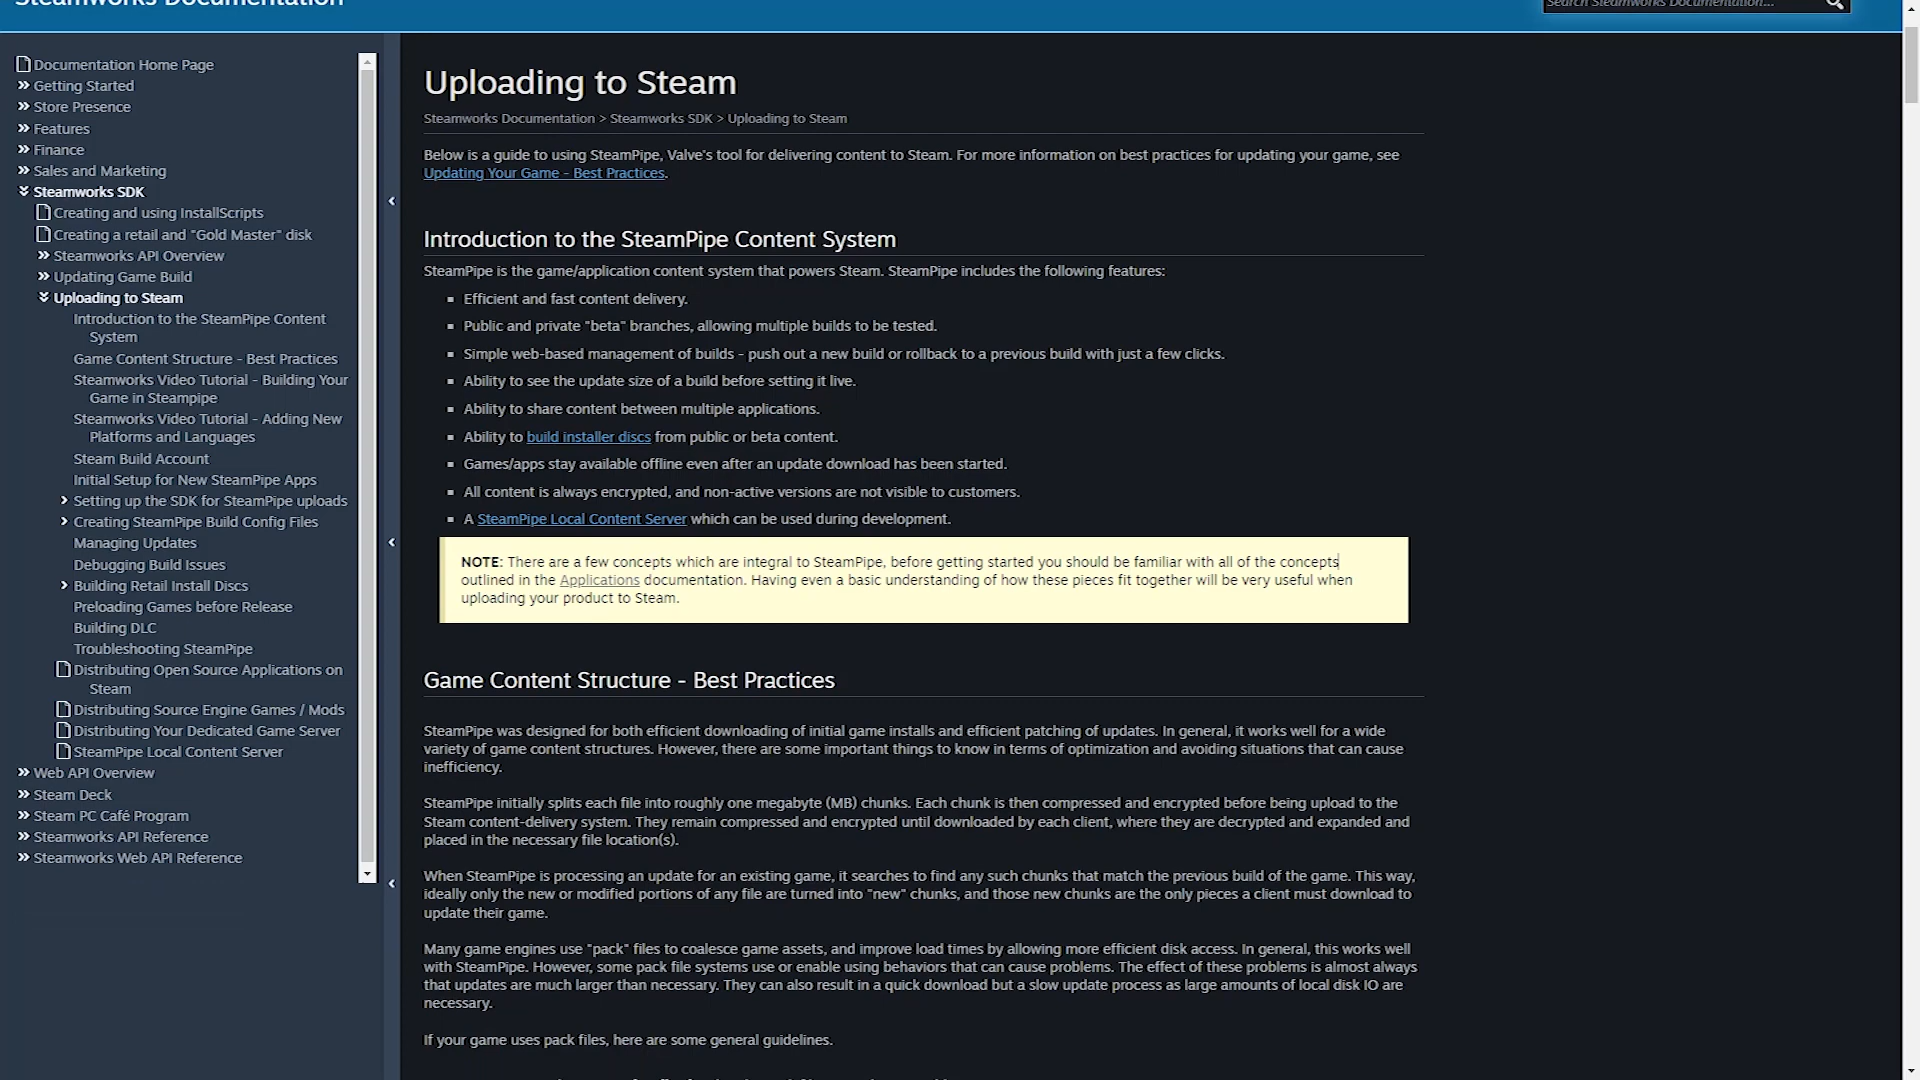 Steamworks Documentation
Search Steamworks Documentation...
Documentation Home Page
Getting Started
Store Presence
Features
Finance
Sales and Marketing
Steamworks SDK
Creating and using InstallScripts
Creating a retail and "Gold Master" disk
Steamworks API Overview
Updating Game Build
Uploading to Steam
Introduction to the SteamPipe Content
System
Game Content Structure - Best Practices
Steamworks Video Tutorial - Building Your
Game in Steampipe
Steamworks Video Tutorial - Adding New
Platforms and Languages
Steam Build Account
Initial Setup for New SteamPipe Apps
Setting up the SDK for SteamPipe uploads
Creating SteamPipe Build Config Files
Managing Updates
Debugging Build Issues
Building Retail Install Discs
Preloading Games before Release
Building DLC
Troubleshooting SteamPipe
Distributing Open Source Applications on
Steam
Distributing Source Engine Games / Mods
Distributing Your Dedicated Game Server
SteamPipe Local Content Server
Web API Overview
Steam Deck
Steam PC Café Program
Steamworks API Reference
Steamworks Web API Reference
Uploading to Steam
Steamworks Documentation > Steamworks SDK > Uploading to Steam
Below is a guide to using SteamPipe, Valve's tool for delivering content to Steam. For more information on best practices for updating your game, see
Updating Your Game - Best Practices.
Introduction to the SteamPipe Content System
SteamPipe is the game/application content system that powers Steam. SteamPipe includes the following features:
Efficient and fast content delivery.
Public and private "beta" branches, allowing multiple builds to be tested.
Simple web-based management of builds - push out a new build or rollback to a previous build with just a few clicks.
Ability to see the update size of a build before setting it live.
Ability to share content between multiple applications.
Ability to build installer discs from public or beta content.
Games/apps stay available offline even after an update download has been started.
All content is always encrypted, and non-active versions are not visible to customers.
A SteamPipe Local Content Server which can be used during development.
NOTE: There are a few concepts which are integral to SteamPipe, before getting started you should be familiar with all of the concepts
outlined in the Applications documentation. Having even a basic understanding of how these pieces fit together will be very useful when
uploading your product to Steam.
Game Content Structure - Best Practices
SteamPipe was designed for both efficient downloading of initial game installs and efficient patching of updates. In general, it works well for a wide
variety of game content structures. However, there are some important things to know in terms of optimization and avoiding situations that can cause
inefficiency.
SteamPipe initially splits each file into roughly one megabyte (MB) chunks. Each chunk is then compressed and encrypted before being upload to the
Steam content-delivery system. They remain compressed and encrypted until downloaded by each client, where they are decrypted and expanded and
placed in the necessary file location(s).
When SteamPipe is processing an update for an existing game, it searches to find any such chunks that match the previous build of the game. This way,
ideally only the new or modified portions of any file are turned into "new" chunks, and those new chunks are the only pieces a client must download to
update their game.
Many game engines use "pack" files to coalesce game assets, and improve load times by allowing more efficient disk access. In general, this works well
with SteamPipe. However, some pack file systems use or enable using behaviors that can cause problems. The effect of these problems is almost always
that updates are much larger than necessary. They can also result in a quick download but a slow update process as large amounts of local disk IO are
necessary.
If your game uses pack files, here are some general guidelines.